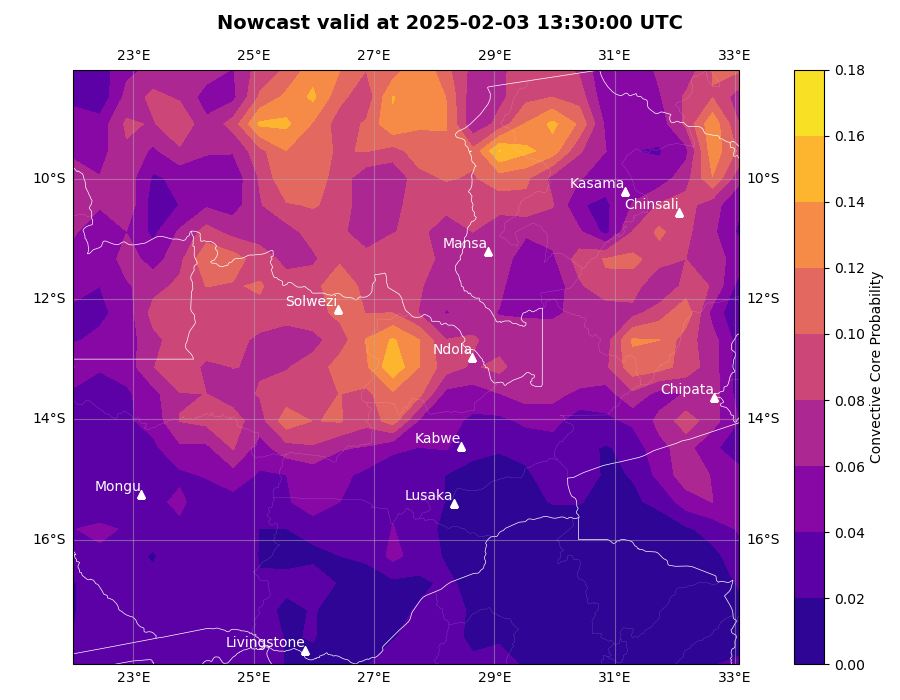 Nowcast valid at 2025-02-03 13:30:00 UTC
23°E 25°E 27°E 29°E 31°E 33°E
0.18
0.16
0.14
0.12
0.10
0.08
0.06
0.04
0.02
0.00
Convective Core Probability
10°S 10°S
12°S 12°S
14°S 14°S
16°S 16°S
Kasama
Chinsali
Mansa
Solwezi
Ndola
Chipata
Kabwe
Mongu
Lusaka
Livingstone
23°E 25°E 27°E 29°E 31°E 33°E